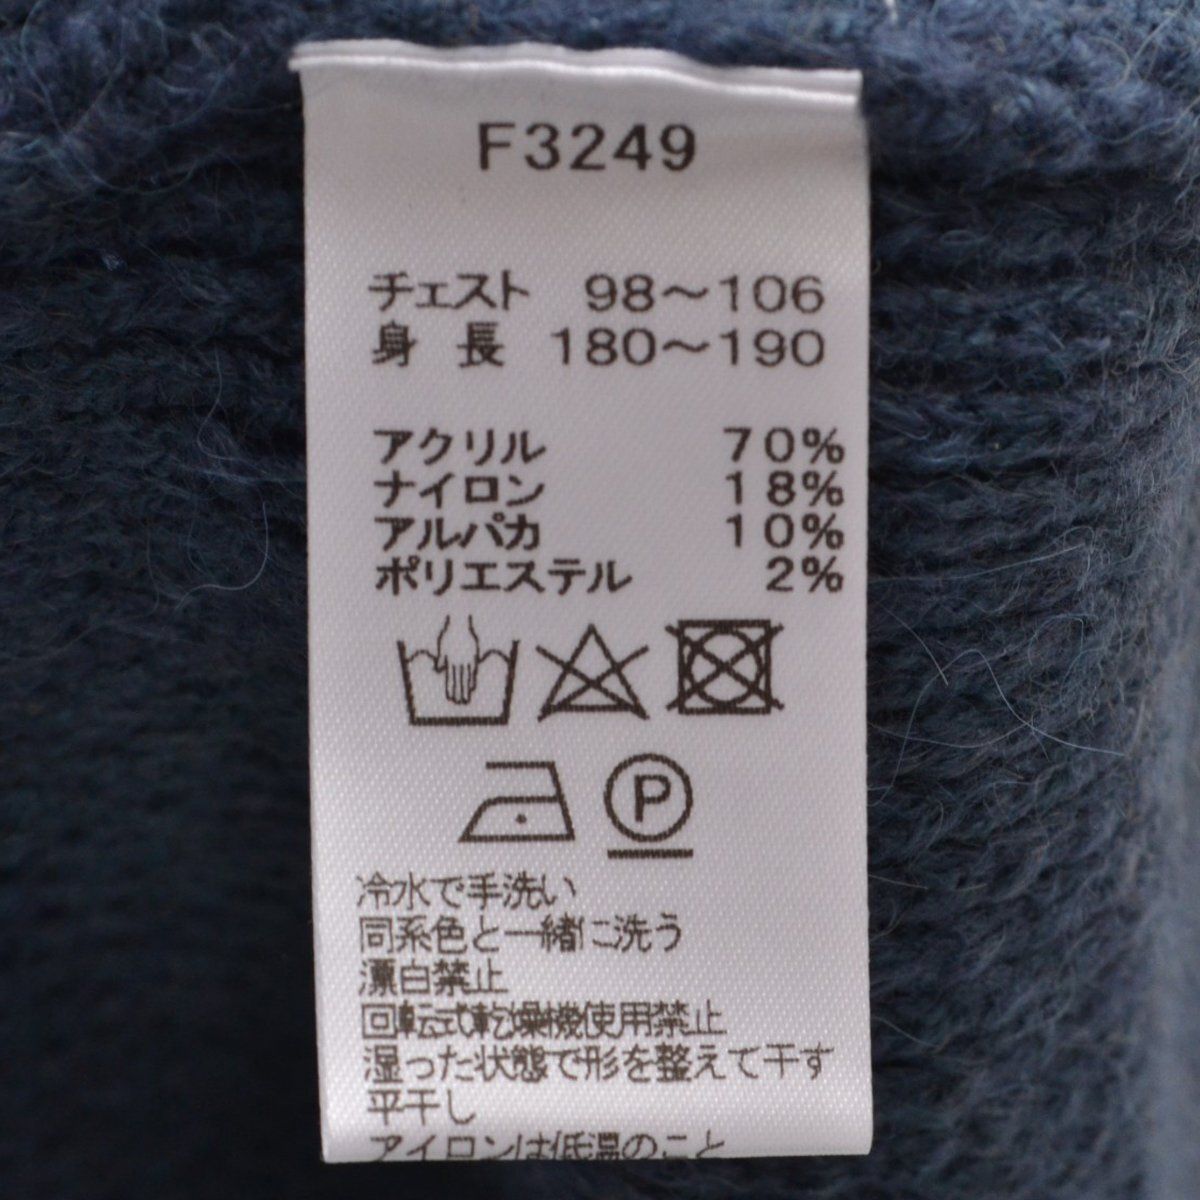 F3249
チェスト 98〜106
身長 180〜190
アクリル 70%
ナイロン 18%
アルパカ 10%
ポリエステル 2%
P
冷水で手洗い
同系色と一緒に洗う
漂白禁止
回転式乾燥機使用禁止
湿った状態で形を整えて干す
平干し
アイロンは低温のこと